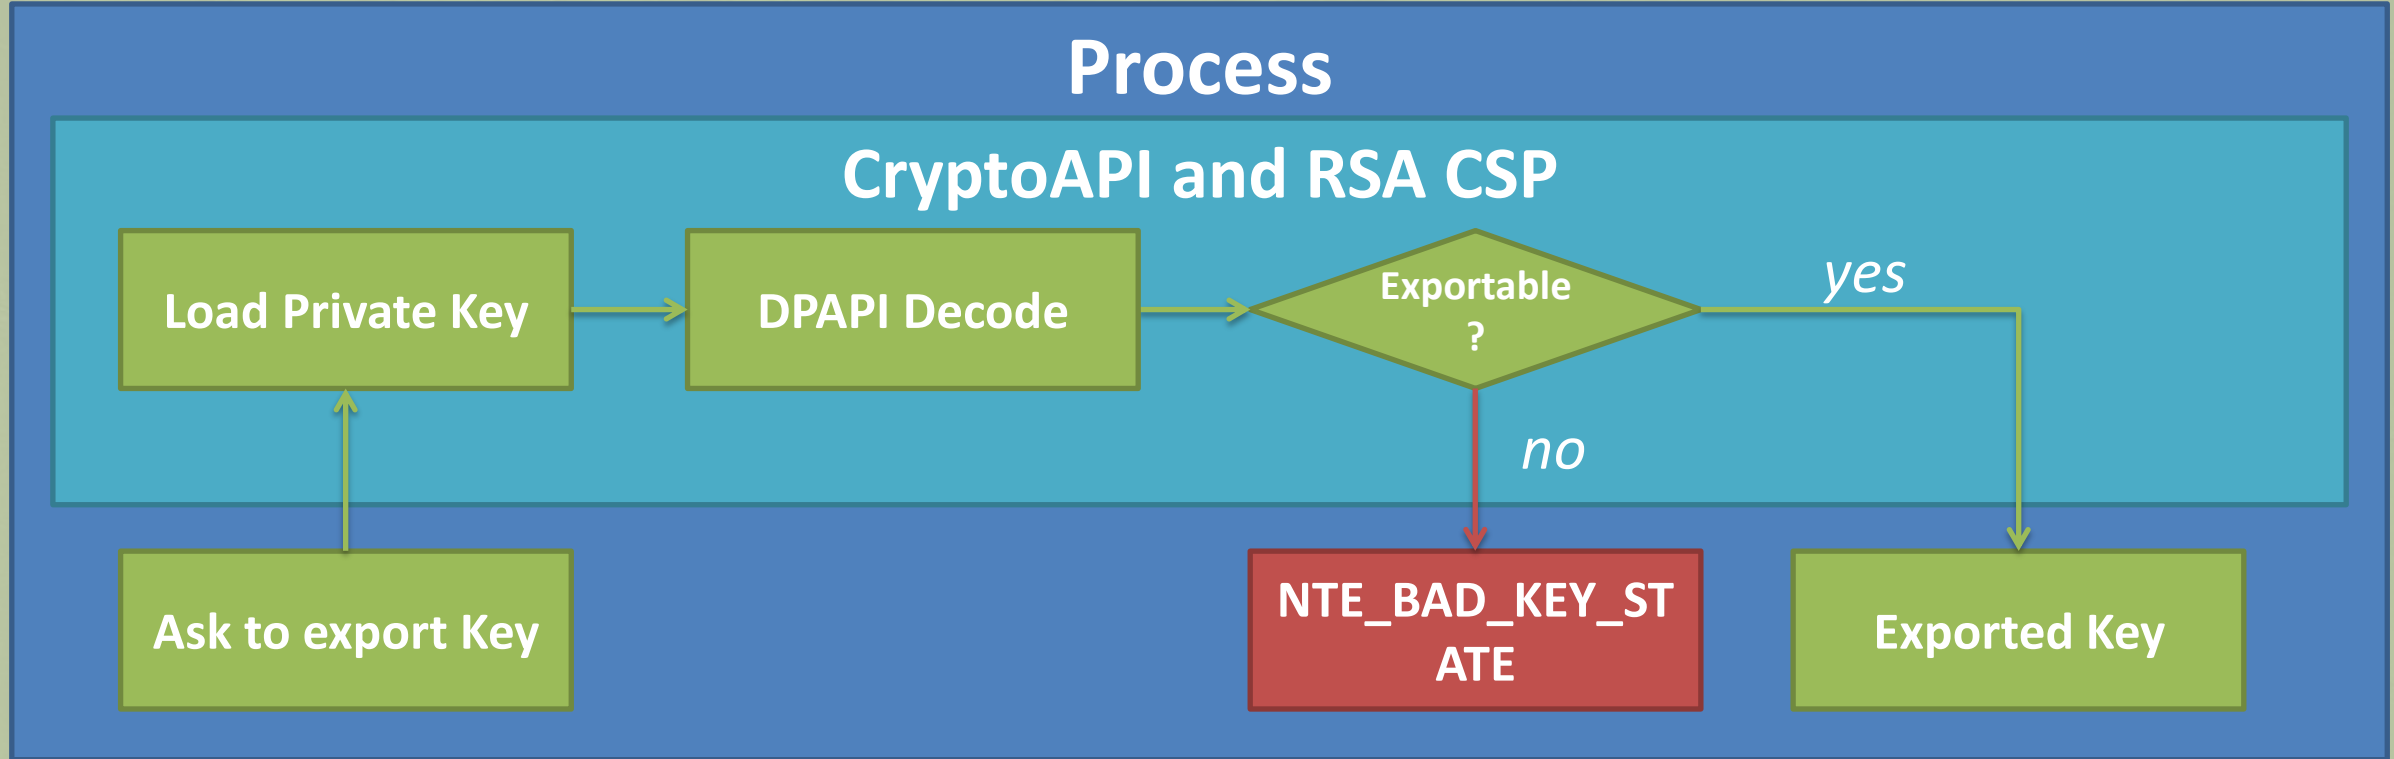 Process
CryptoAPI and RSA CSP
Load Private Key
DPAPI Decode
Exportable
?
yes
no
Ask to export Key
NTE_BAD_KEY_ST
ATE
Exported Key